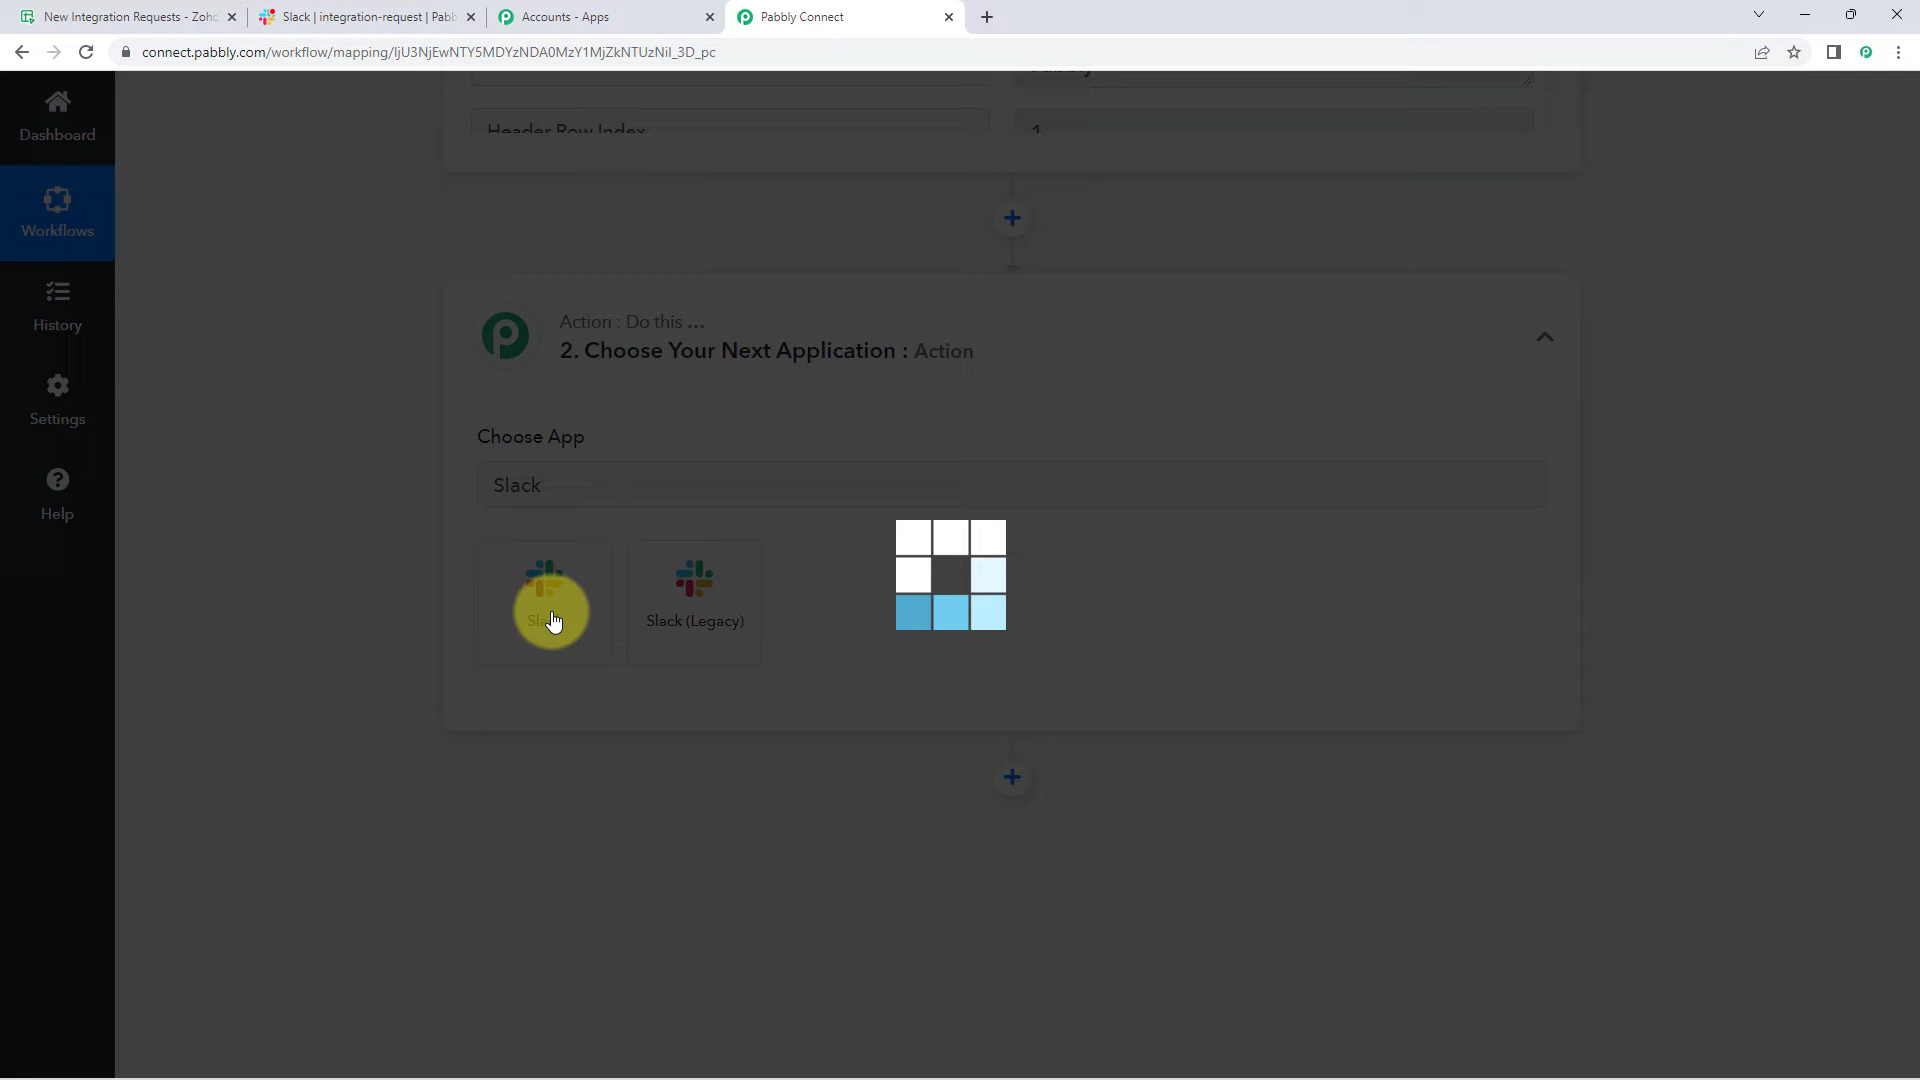 New Integration Requests - Zoho
Slack | integration-request | Pabb
Accounts - Apps
Pabbly Connect
connect.pabbly.com/workflow/mapping/IjU3NjEwNTY5MDYzNDA0MzY1MjZkNTUzNiI_3D_pc
Dashboard
Header Row Index
1
Workflows
History
Action : Do this ...
2. Choose Your Next Application : Action
Settings
Choose App
Slack
Help
Slack (Legacy)